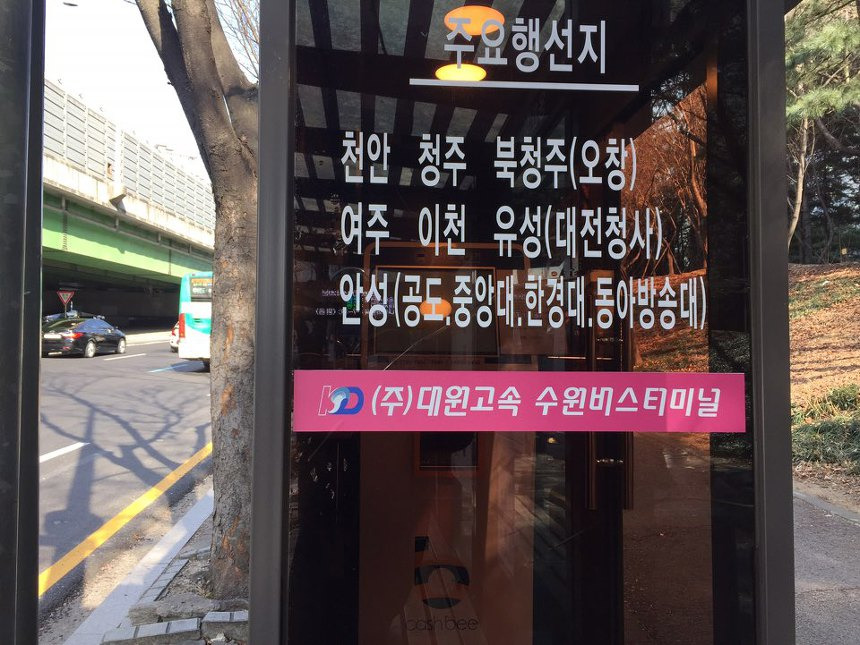 주요행선지
천안 청주 북청주(오창)
여주 이천 유성(대전청사)
안성(공도.중앙대.한경대.동아방송대)
KD (주)대원고속 수원버스터미널
cashbee